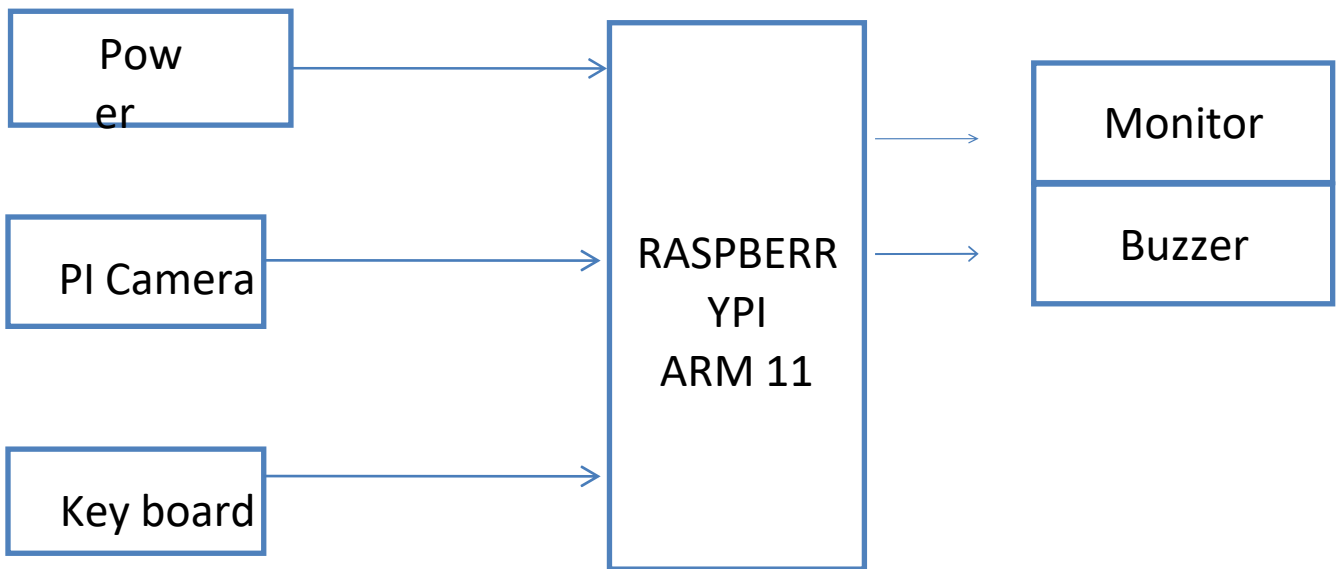 Pow
er
PI Camera
Key board
RASPBERR
YPI
ARM 11
Monitor
Buzzer